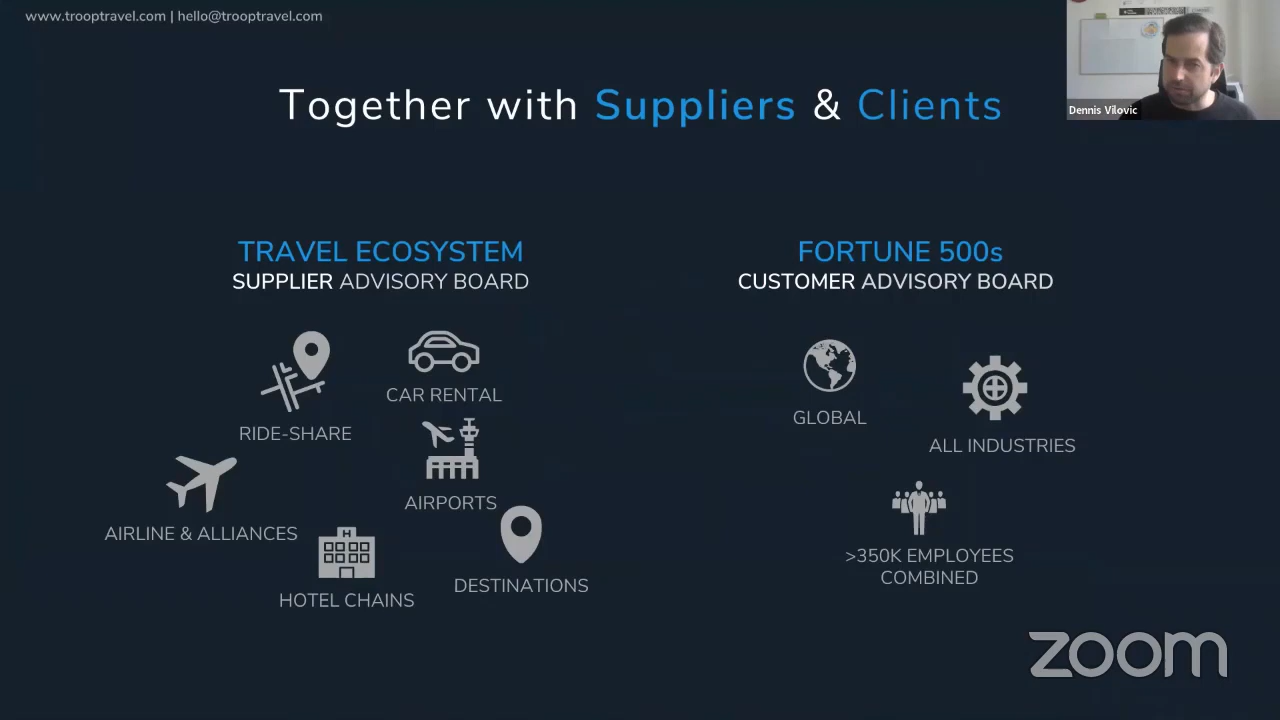 www.trooptravel.com | hello@trooptravel.com
Dennis Vilovic
Together with Suppliers & Clients
TRAVEL ECOSYSTEM
SUPPLIER ADVISORY BOARD
RIDE-SHARE
CAR RENTAL
AIRPORTS
AIRLINE & ALLIANCES
H
HOTEL CHAINS
DESTINATIONS
FORTUNE 500s
CUSTOMER ADVISORY BOARD
GLOBAL
ALL INDUSTRIES
>350K EMPLOYEES
COMBINED
zoom